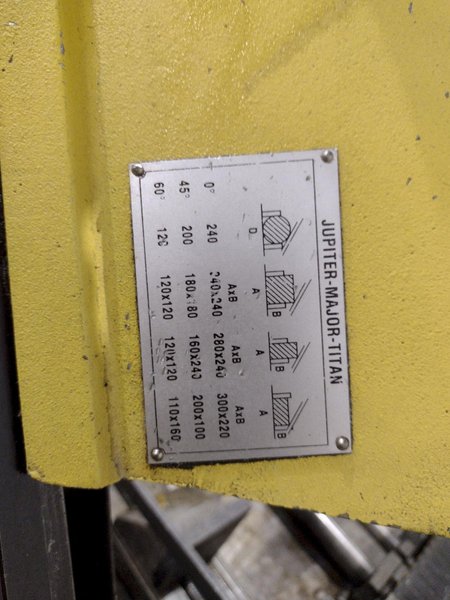 JUPITER-MAJOR-TITAN
B B B
D A A A
AxB AxB AxB
0° 240 240x240 280x240 300x220
45° 200 180x180 160x240 200x100
60° 120 120x120 120x120 110x160